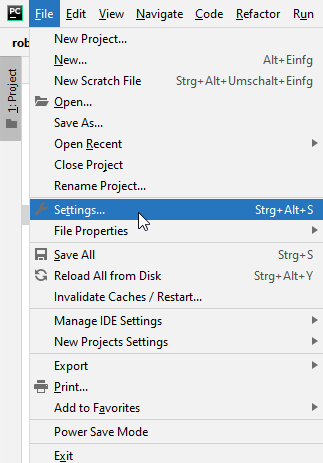 PC File Edit View Navigate Code Refactor Run
rob
1: Project
New Project...
New... Alt+Einfg
New Scratch File Strg+Alt+Umschalt+Einfg
Open...
Save As...
Open Recent
Close Project
Rename Project...
Settings... Strg+Alt+S
File Properties
Save All Strg+S
Reload All from Disk Strg+Alt+Y
Invalidate Caches / Restart...
Manage IDE Settings
New Projects Settings
Export
Print...
Add to Favorites
Power Save Mode
Exit